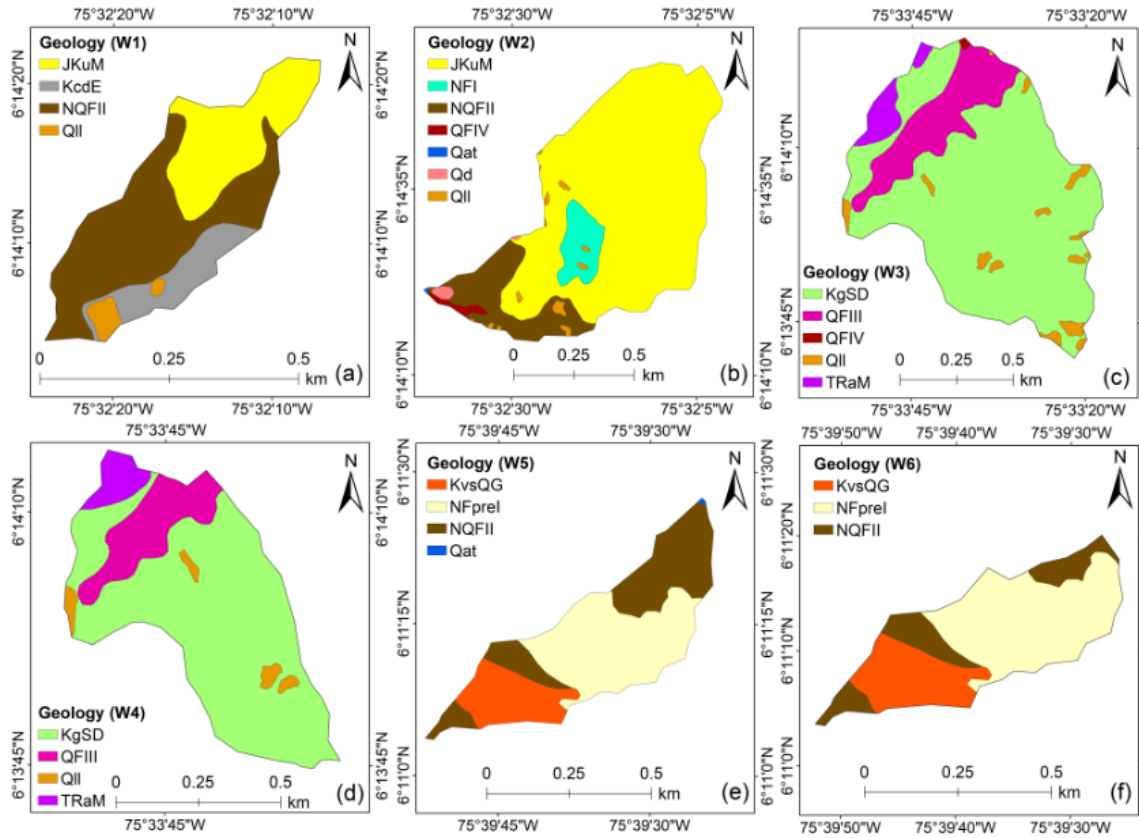 75°32'20"W 75°32'10"W
Geology (W1)
JKuM
KcdE
NQFII
QII
N
6°14'20"N
6°14'10"N
6°14'20"N
6°14'10"N
0 0.25 0.5
km
(a)
75°32'20"W 75°32'10"W
75°32'30"W 75°32'5"W
Geology (W2)
JKuM
NFI
NQFII
QFIV
Qat
Qd
QII
N
6°14'35"N
6°14'10"N
6°14'35"N
6°14'10"N
0 0.25 0.5
km
(b)
75°32'30"W 75°32'5"W
75°33'45"W 75°33'20"W
N
6°14'10"N
6°13'45"N
6°14'10"N
6°13'45"N
Geology (W3)
KgSD
QFIII
QFIV
QII
TRaM
0 0.25 0.5
km
(c)
75°33'45"W 75°33'20"W
75°33'45"W
N
6°14'10"N
6°13'45"N
6°14'10"N
6°13'45"N
Geology (W4)
KgSD
QFIII
QII
TRaM
0 0.25 0.5
km
(d)
75°33'45"W
75°39'45"W 75°39'30"W
Geology (W5)
KvsQG
NFpreI
NQFII
Qat
N
6°11'30"N
6°11'15"N
6°11'0"N
6°11'30"N
6°11'15"N
6°11'0"N
0 0.25 0.5
km
(e)
75°39'45"W 75°39'30"W
75°39'50"W 75°39'40"W 75°39'30"W
Geology (W6)
KvsQG
NFpreI
NQFII
N
6°11'20"N
6°11'10"N
6°11'0"N
0 0.25 0.5
km
(f)
75°39'50"W 75°39'40"W 75°39'30"W